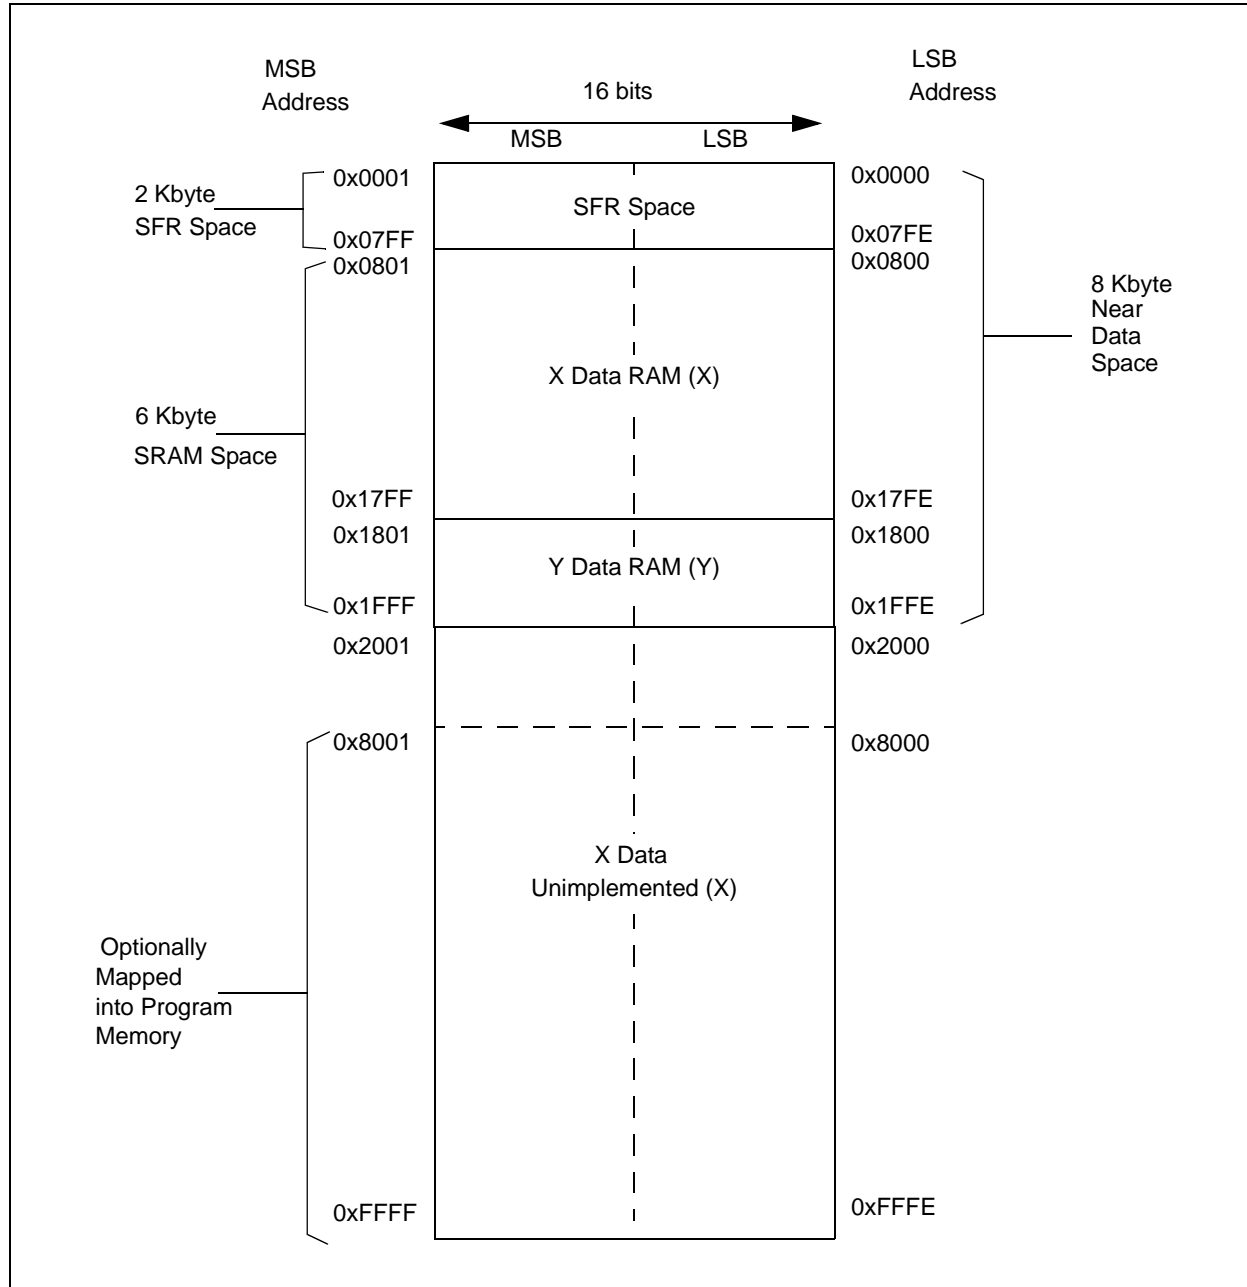 MSB
Address
LSB
Address
16 bits
MSB
LSB
0x0001
0x0000
2 Kbyte
SFR Space
SFR Space
0x07FF
0x07FE
0x0801
0x0800
8 Kbyte
Near
Data
Space
X Data RAM (X)
6 Kbyte
SRAM Space
0x17FF
0x17FE
0x1801
0x1800
Y Data RAM (Y)
0x1FFF
0x1FFE
0x2001
0x2000
0x8001
0x8000
X Data
Unimplemented (X)
Optionally
Mapped
into Program
Memory
0xFFFF
0xFFFE